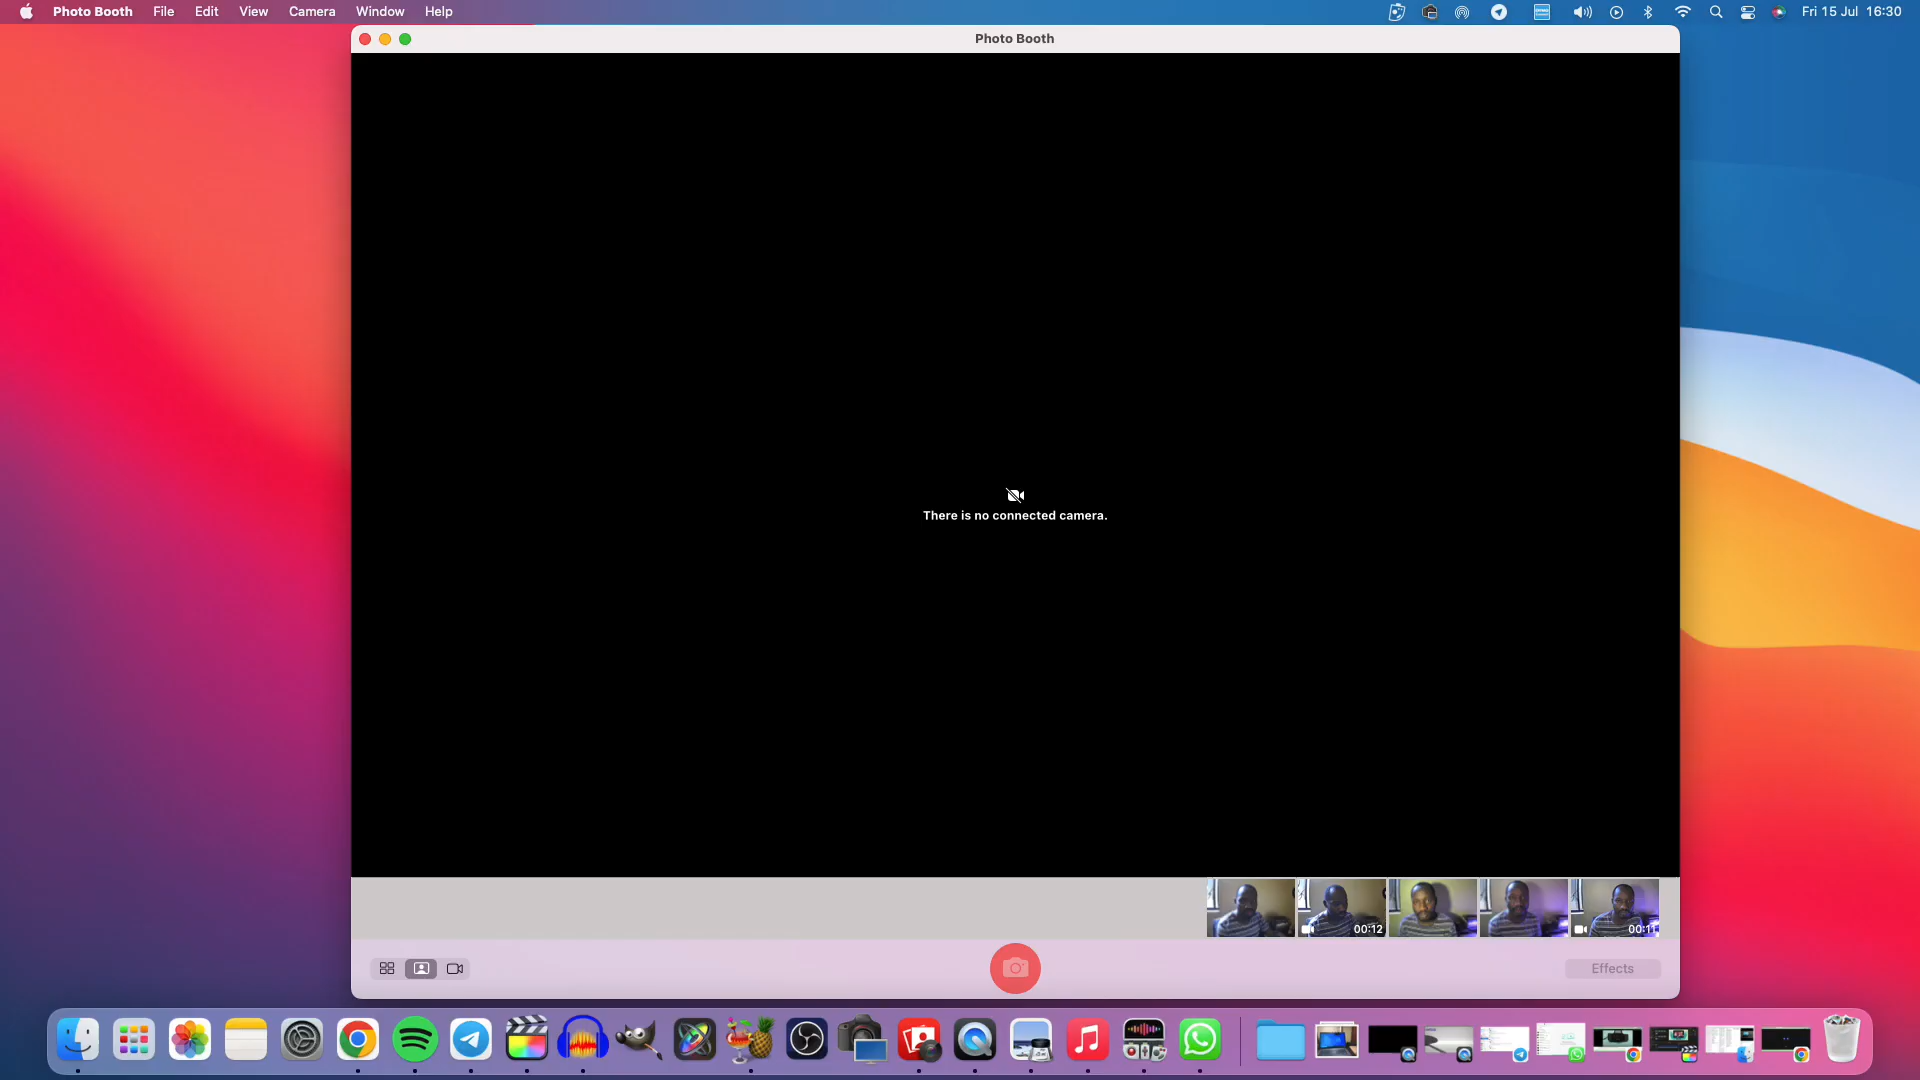 Photo Booth File Edit View Camera Window Help Fri 15 Jul 16:30
Photo Booth
There is no connected camera.
00:12 00:11
Effects